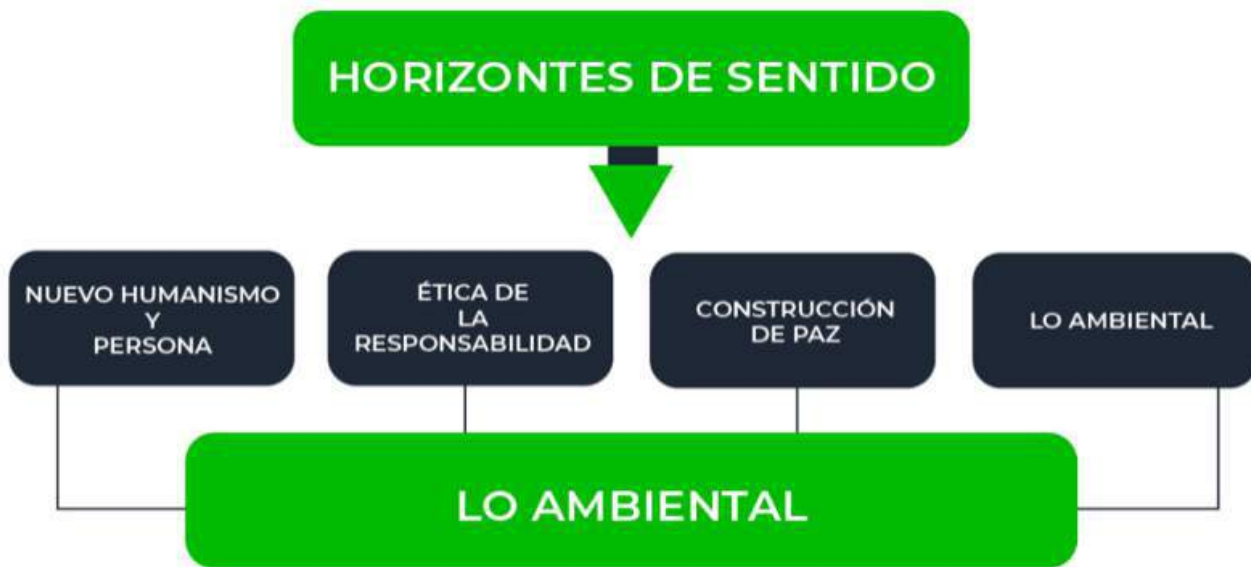 HORIZONTES DE SENTIDO
NUEVO HUMANISMO
Y
PERSONA
ÉTICA DE
LA
RESPONSABILIDAD
CONSTRUCCIÓN
DE PAZ
LO AMBIENTAL
LO AMBIENTAL